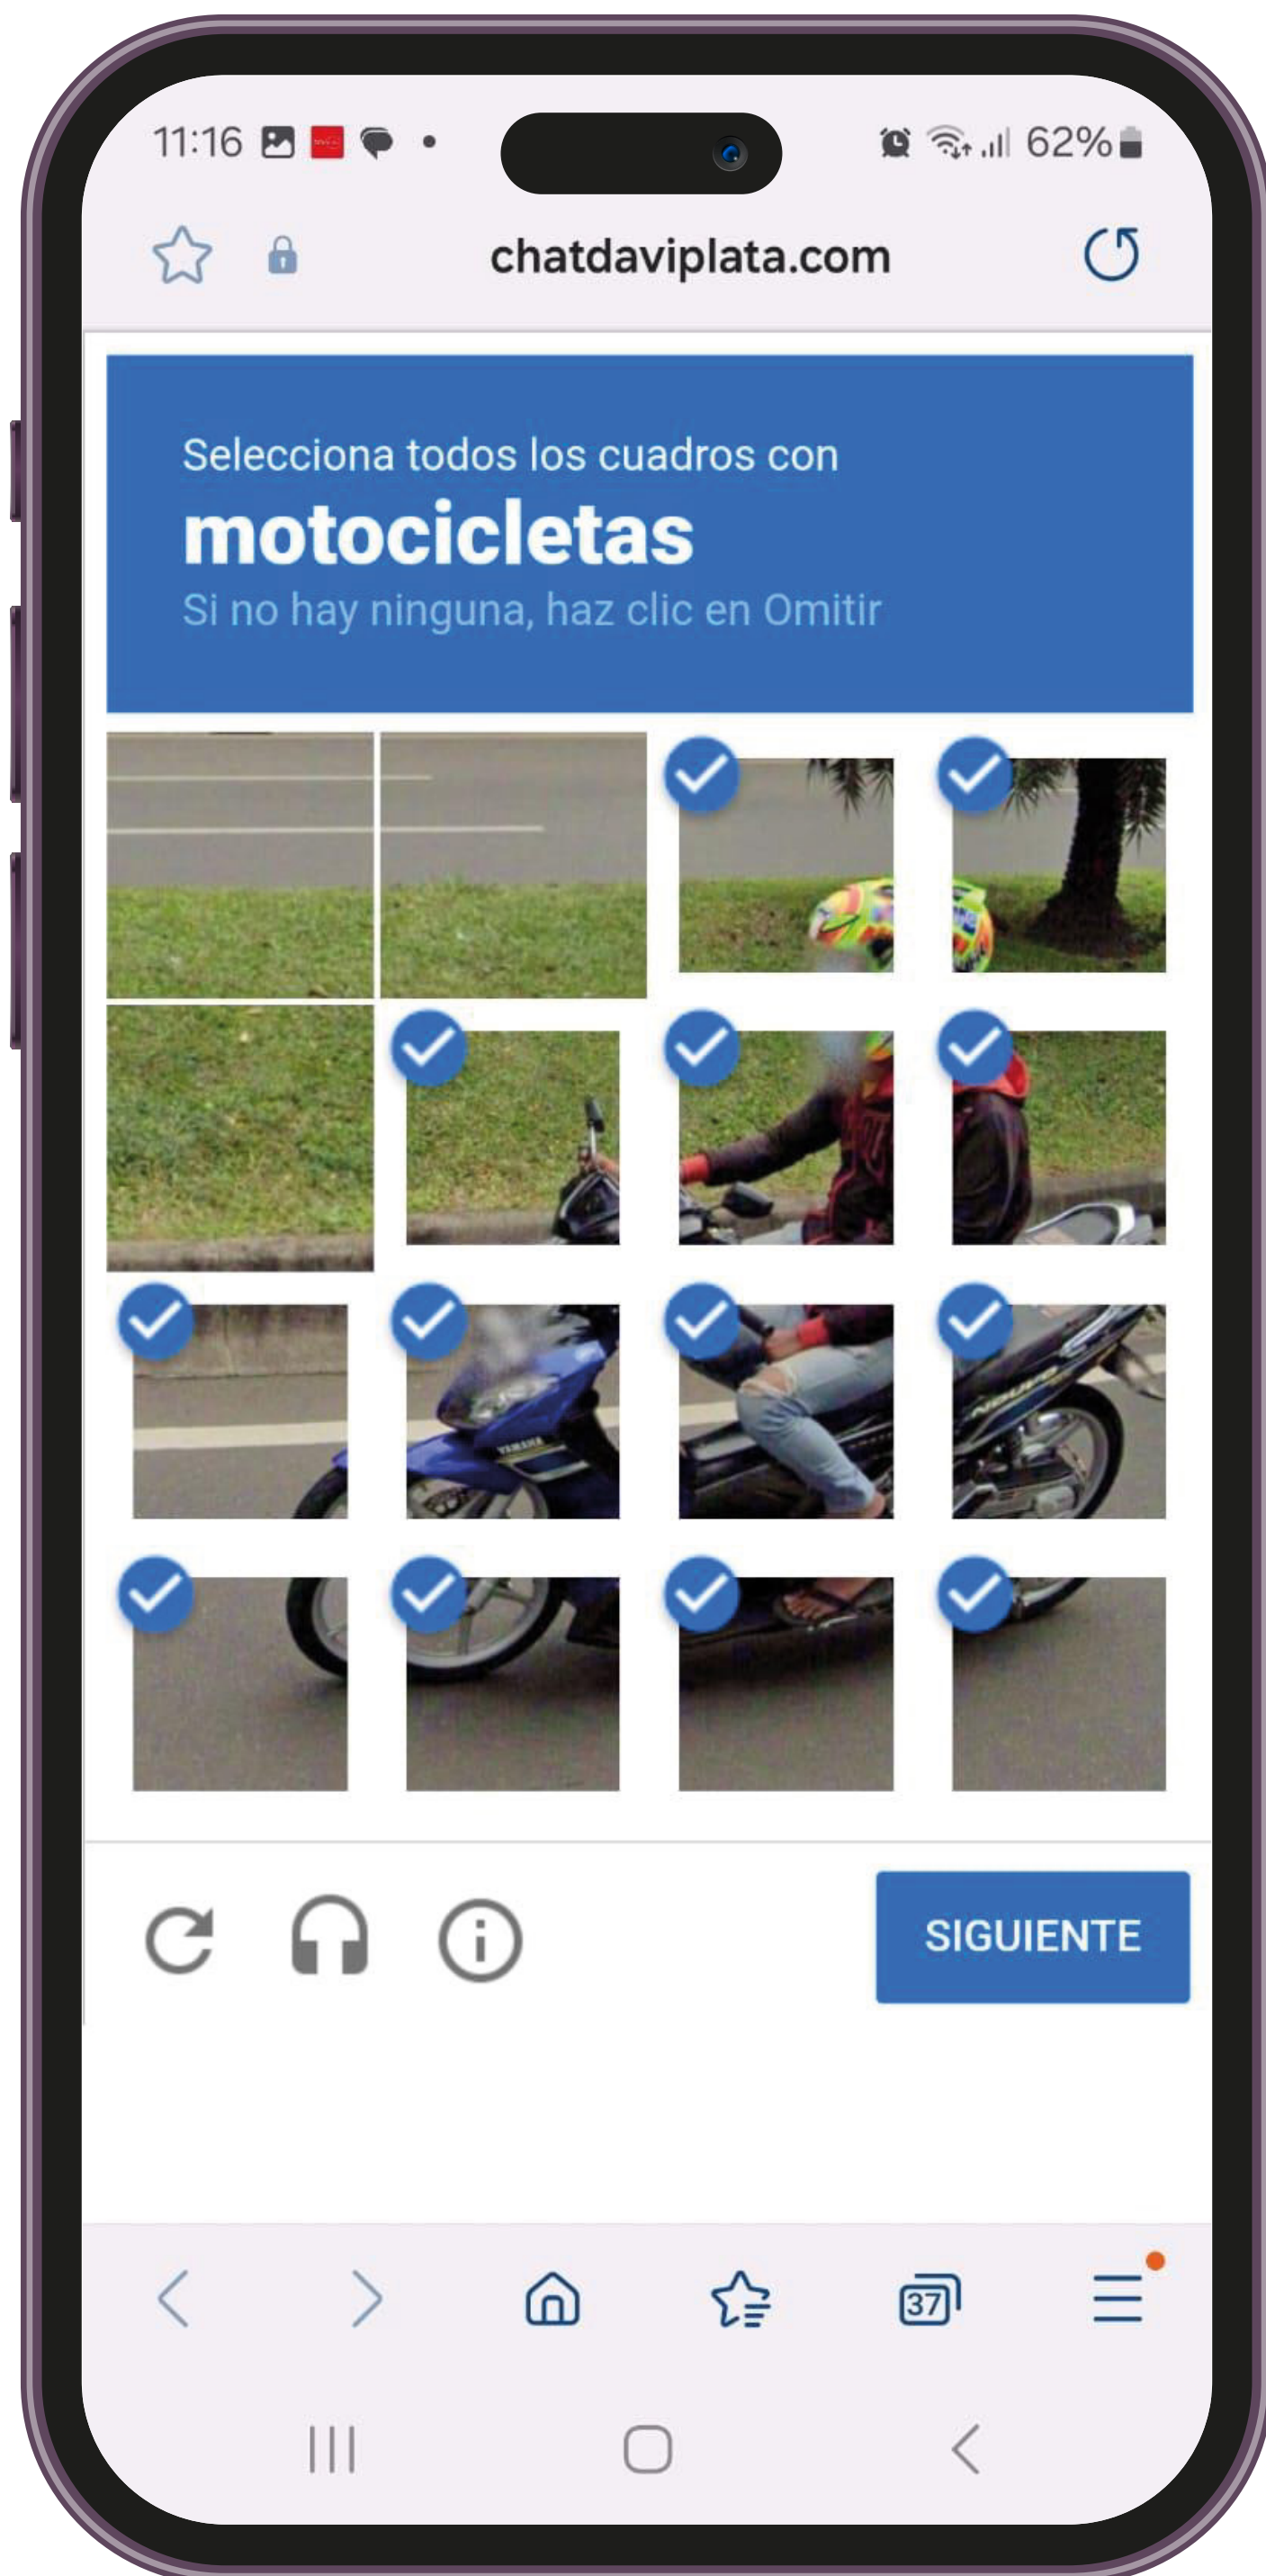 11:16
62%
chatdaviplata.com
Selecciona todos los cuadros con
motocicletas
Si no hay ninguna, haz clic en Omitir
YAMAHA
SIGUIENTE
37